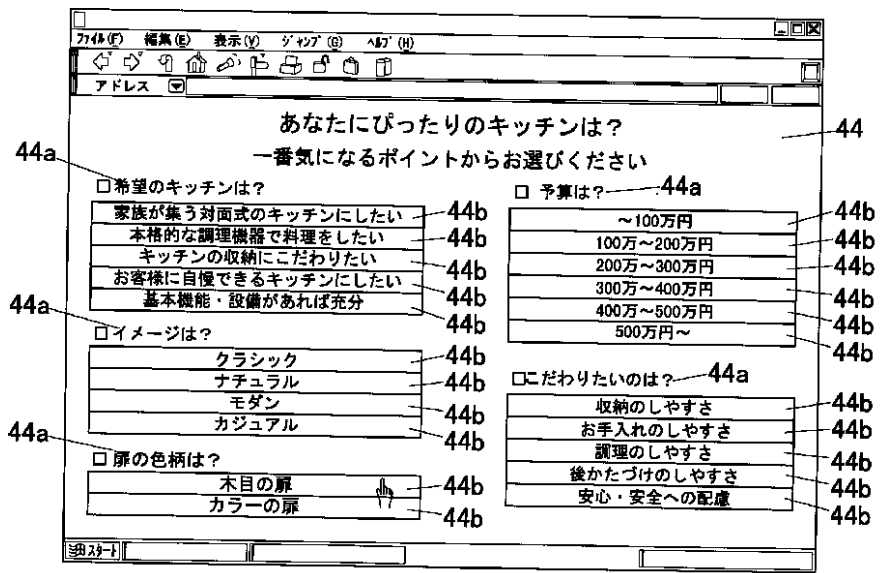 ファイル(F) 編集(E) 表示(V) ジャンプ(G) ヘルプ(H)
アドレス
あなたにぴったりのキッチンは?
44
一番気になるポイントからお選びください
44a
□希望のキッチンは?
家族が集う対面式のキッチンにしたい 44b
本格的な調理機器で料理をしたい 44b
キッチンの収納にこだわりたい 44b
お客様に自慢できるキッチンにしたい 44b
基本機能・設備があれば充分 44b
44a
□イメージは?
クラシック 44b
ナチュラル 44b
モダン 44b
カジュアル 44b
44a
□扉の色柄は?
木目の扉 44b
カラーの扉 44b
□ 予算は? 44a
~100万円 44b
100万~200万円 44b
200万~300万円 44b
300万~400万円 44b
400万~500万円 44b
500万円~ 44b
□こだわりたいのは? 44a
収納のしやすさ 44b
お手入れのしやすさ 44b
調理のしやすさ 44b
後かたづけのしやすさ 44b
安心・安全への配慮 44b
スタート